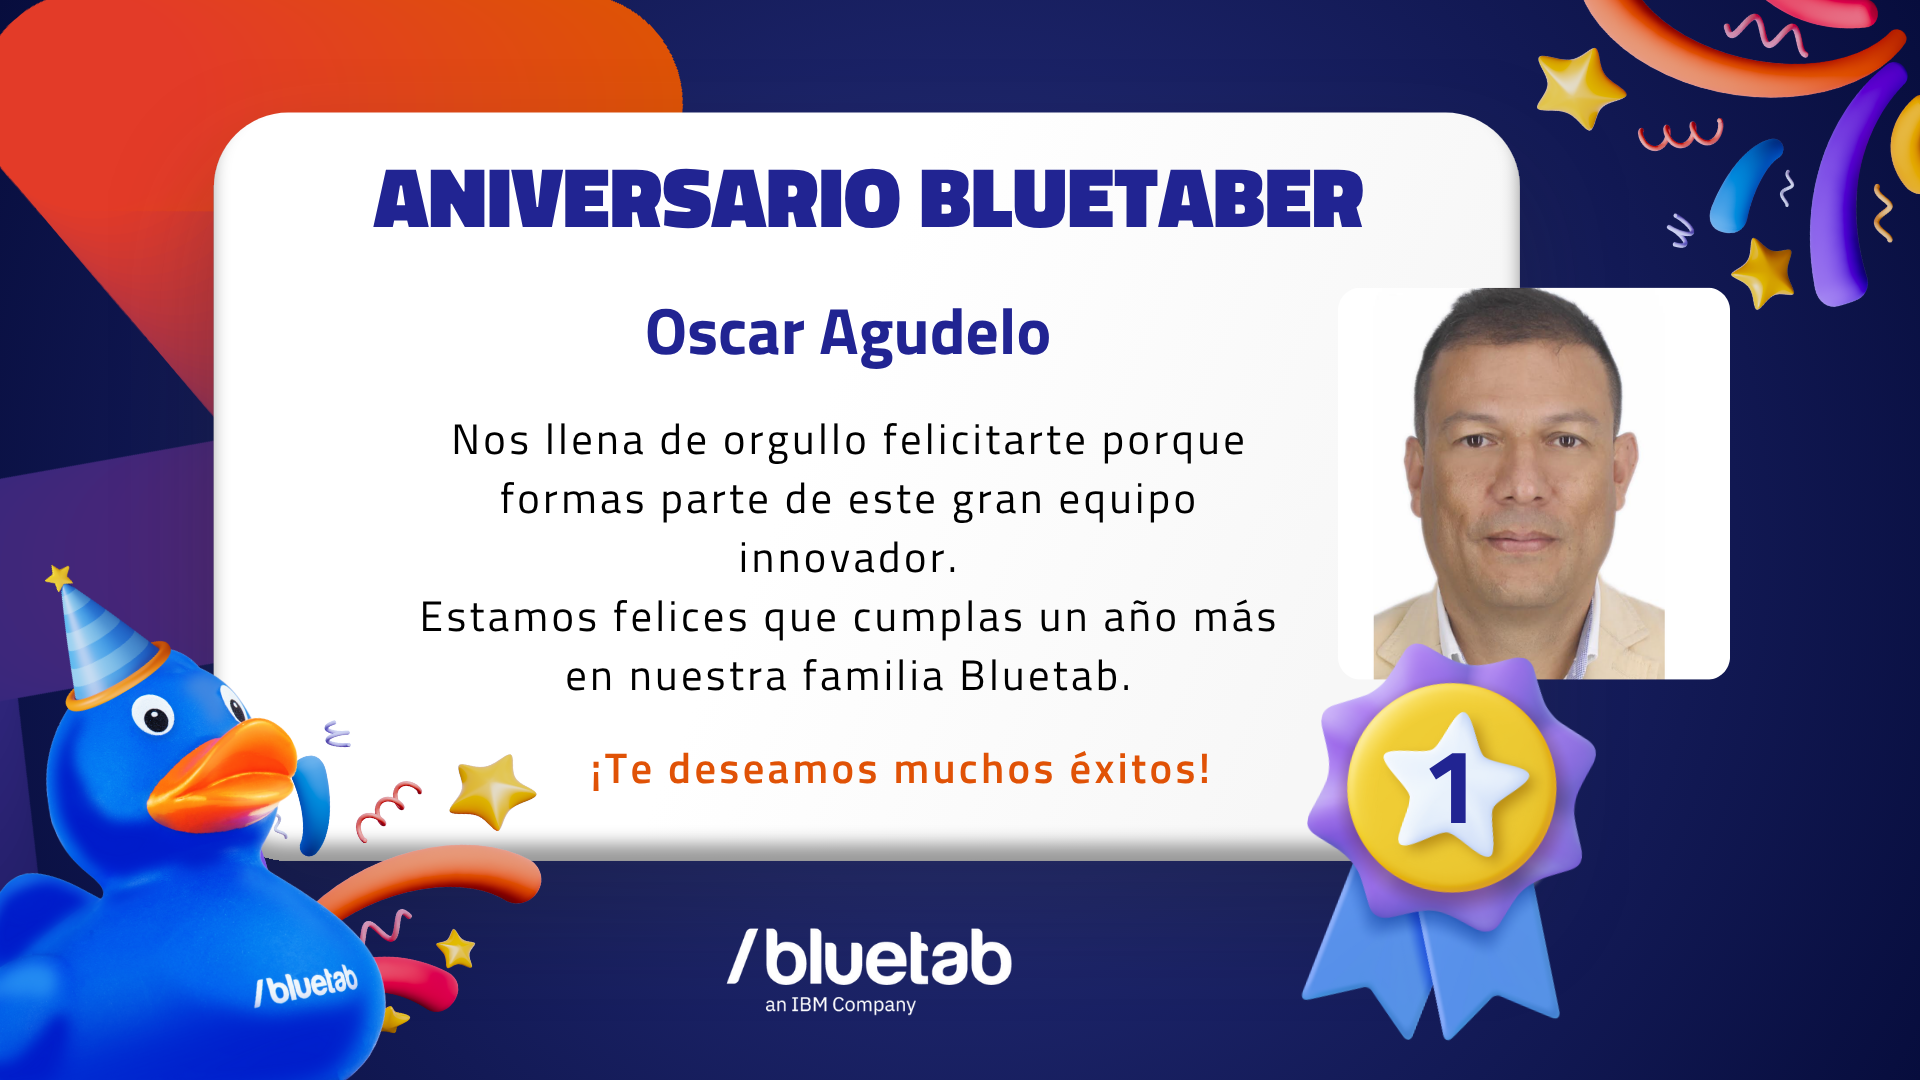 ANIVERSARIO BLUETABER
Oscar Agudelo
Nos llena de orgullo felicitarte porque
formas parte de este gran equipo
innovador.
Estamos felices que cumplas un año más
en nuestra familia Bluetab.
¡Te deseamos muchos éxitos!
1
/bluetab
/bluetab
an IBM Company